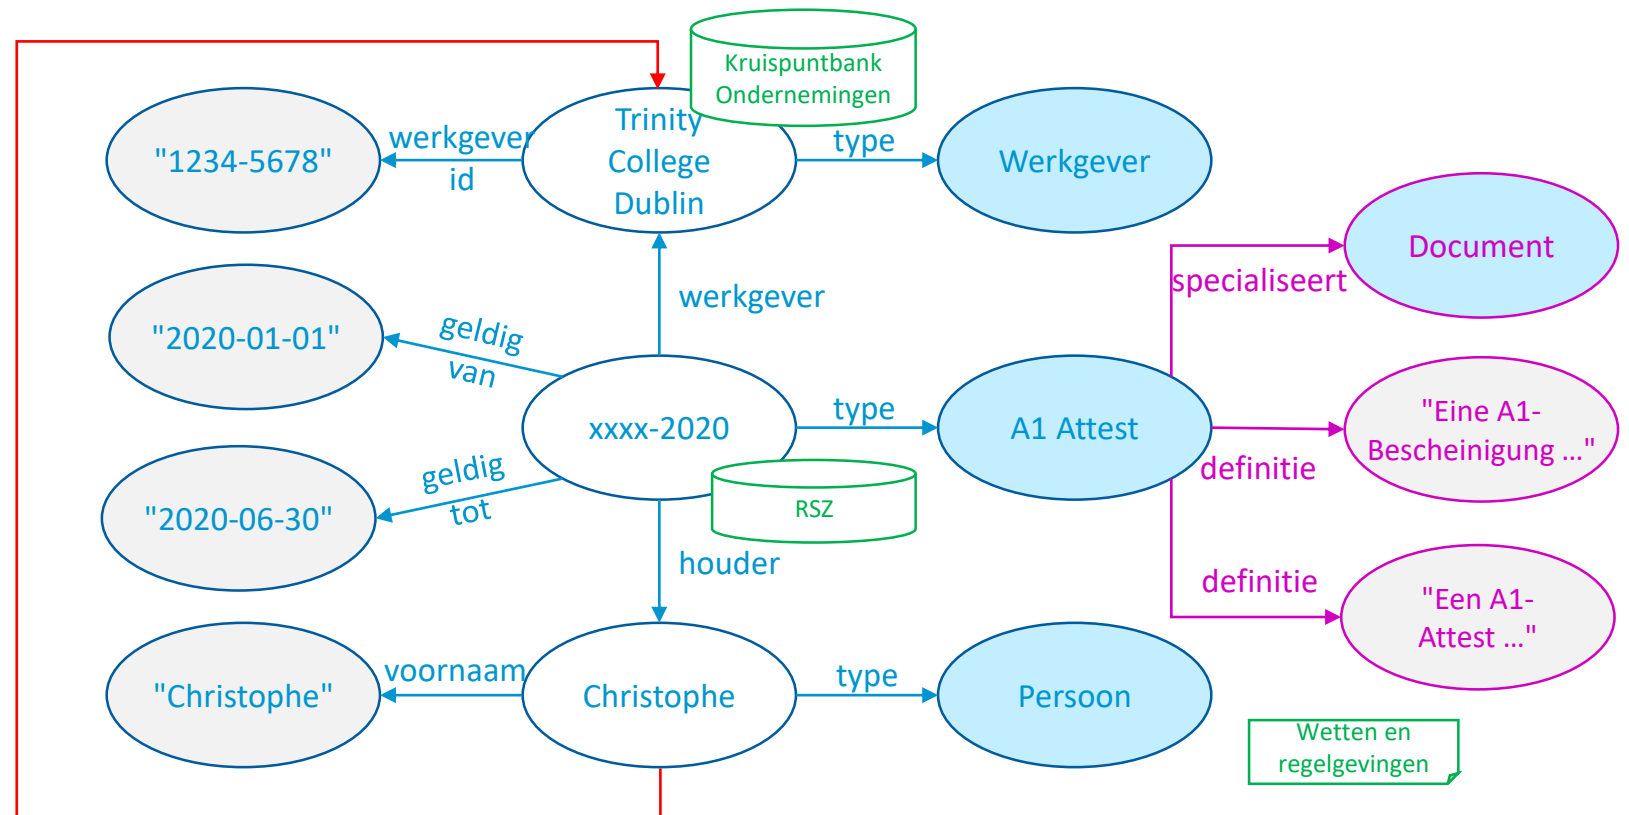 Kruispuntbank
Ondernemingen
"1234-5678"
werkgever
id
Trinity
College
Dublin
type
Werkgever
Document
specialiseert
werkgever
"2020-01-01"
geldig
van
xxxx-2020
type
A1 Attest
"Eine A1-
Bescheinigung ..."
definitie
RSZ
"2020-06-30"
geldig
tot
houder
definitie
"Een A1-
Attest ..."
"Christophe"
voornaam
Christophe
type
Persoon
Wetten en
regelgevingen